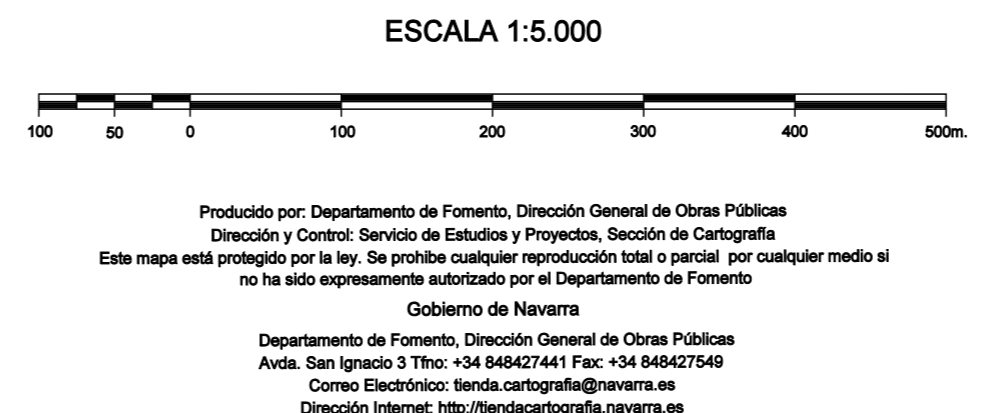 ESCALA 1:5.000
100 50 0 100 200 300 400 500m.
Producido por: Departamento de Fomento, Dirección General de Obras Públicas
Dirección y Control: Servicio de Estudios y Proyectos, Sección de Cartografía
Este mapa está protegido por la ley. Se prohibe cualquier reproducción total o parcial por cualquier medio si
no ha sido expresamente autorizado por el Departamento de Fomento
Gobierno de Navarra
Departamento de Fomento, Dirección General de Obras Públicas
Avda. San Ignacio 3 Tfno: +34 848427441 Fax: +34 848427549
Correo Electrónico: tienda.cartografia@navarra.es
Dirección Internet: http://tiendacartografia.navarra.es